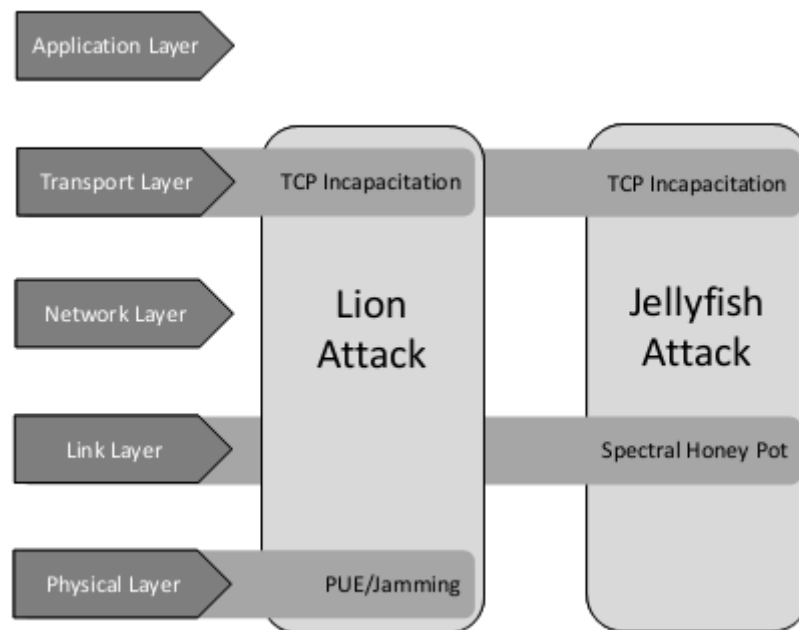 Application Layer
Transport Layer
TCP Incapacitation
TCP Incapacitation
Network Layer
Lion
Attack
Jellyfish
Attack
Link Layer
Spectral Honey Pot
Physical Layer
PUE/Jamming